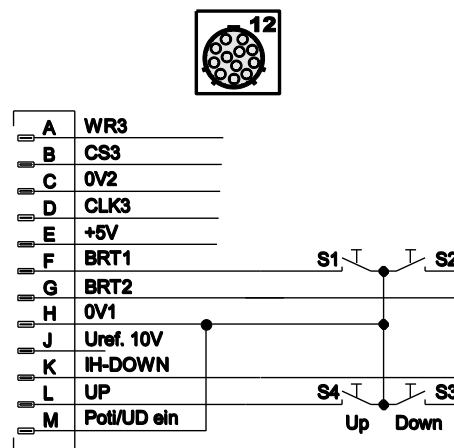 12
A WR3
B CS3
C 0V2
D CLK3
E +5V
F BRT1 S1 S2
G BRT2
H 0V1
J Uref. 10V
K IH-DOWN
L UP S4 S3
M Poti/UD ein Up Down